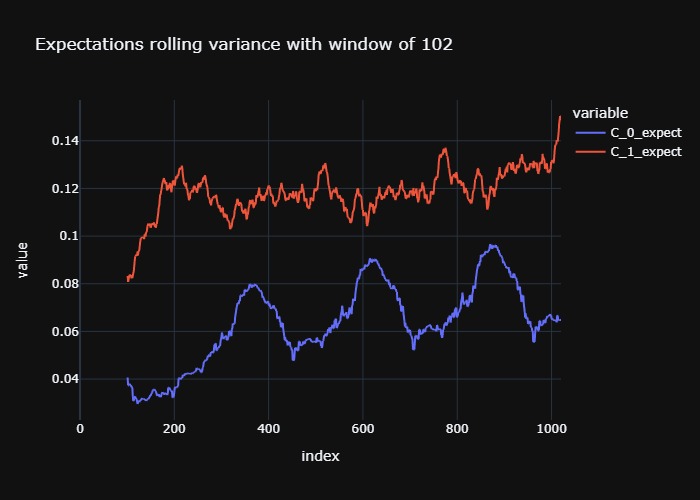 Expectations rolling variance with window of 102
variable
C_0_expect
C_1_expect
value
0.14
0.12
0.1
0.08
0.06
0.04
0 200 400 600 800 1000
index